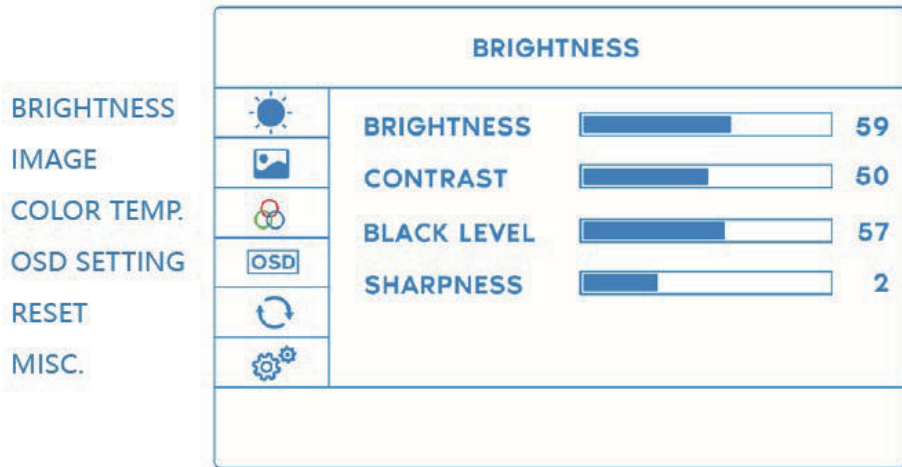 BRIGHTNESS
BRIGHTNESS
IMAGE
COLOR TEMP.
OSD SETTING
RESET
MISC.
OSD
BRIGHTNESS 59
CONTRAST 50
BLACK LEVEL 57
SHARPNESS 2